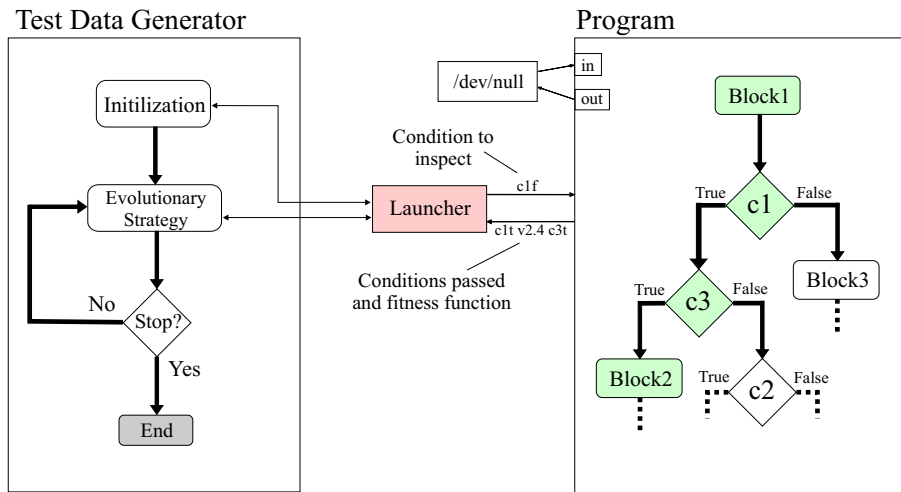 Test Data Generator
Program
Initilization
Evolutionary
Strategy
No
Stop?
Yes
End
/dev/null
in
out
Condition to
inspect
c1f
Launcher
c1t v2.4 c3t
Conditions passed
and fitness function
Block1
True
False
c1
Block3
True
False
c3
Block2
True
False
c2